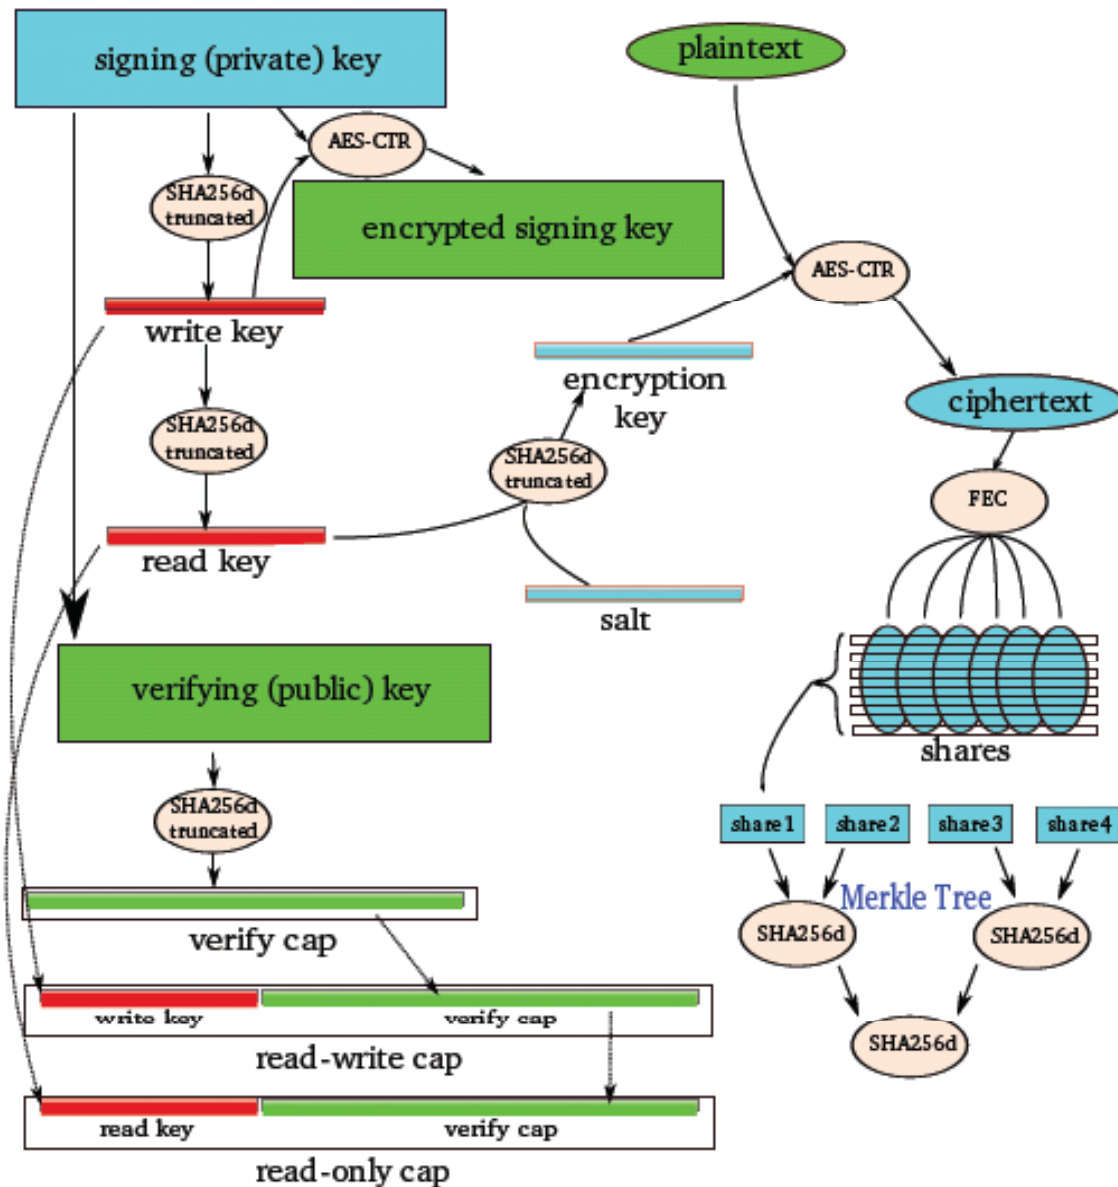 signing (private) key
plaintext
AES-CTR
SHA256d
truncated
encrypted signing key
AES-CTR
write key
encryption
key
ciphertext
SHA256d
truncated
SHA256d
truncated
FEC
read key
salt
verifying (public) key
shares
SHA256d
truncated
share1
share2
share3
share4
Merkle Tree
verify cap
SHA256d
SHA256d
write key
verify cap
read-write cap
SHA256d
read key
verify cap
read-only cap